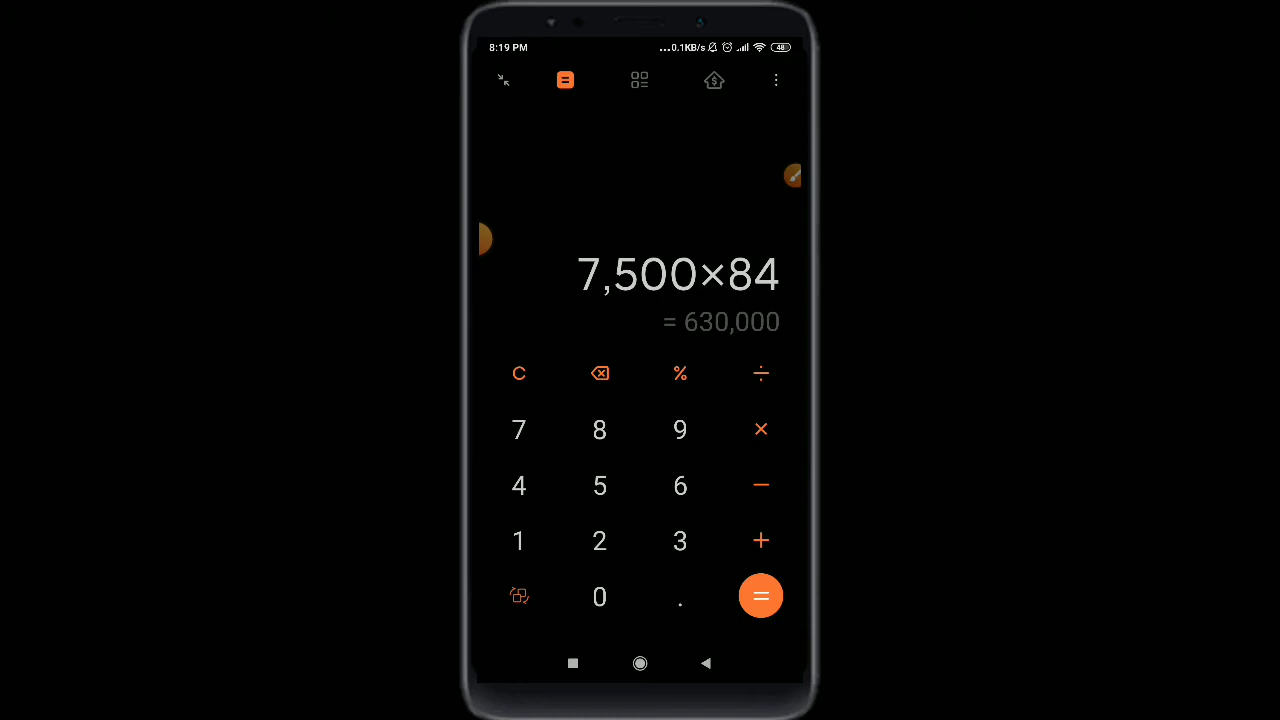 8:19 PM ...0.1KB/s 48
7,500×84
= 630,000
C % ÷
7 8 9 ×
4 5 6 −
1 2 3 +
0 . =